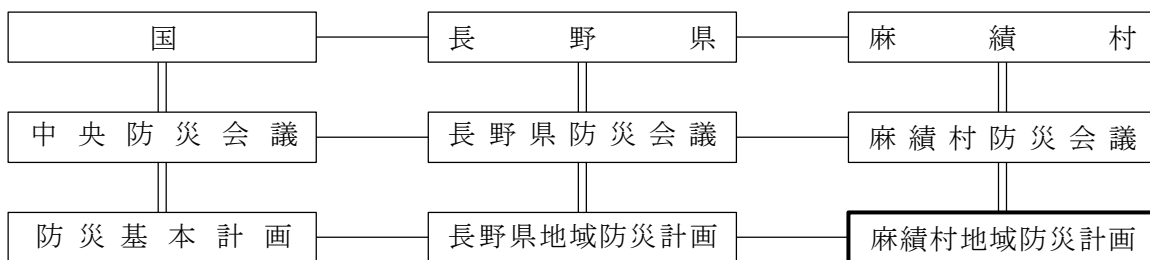 国
長野県
麻績村
中央防災会議
長野県防災会議
麻績村防災会議
防災基本計画
長野県地域防災計画
麻績村地域防災計画